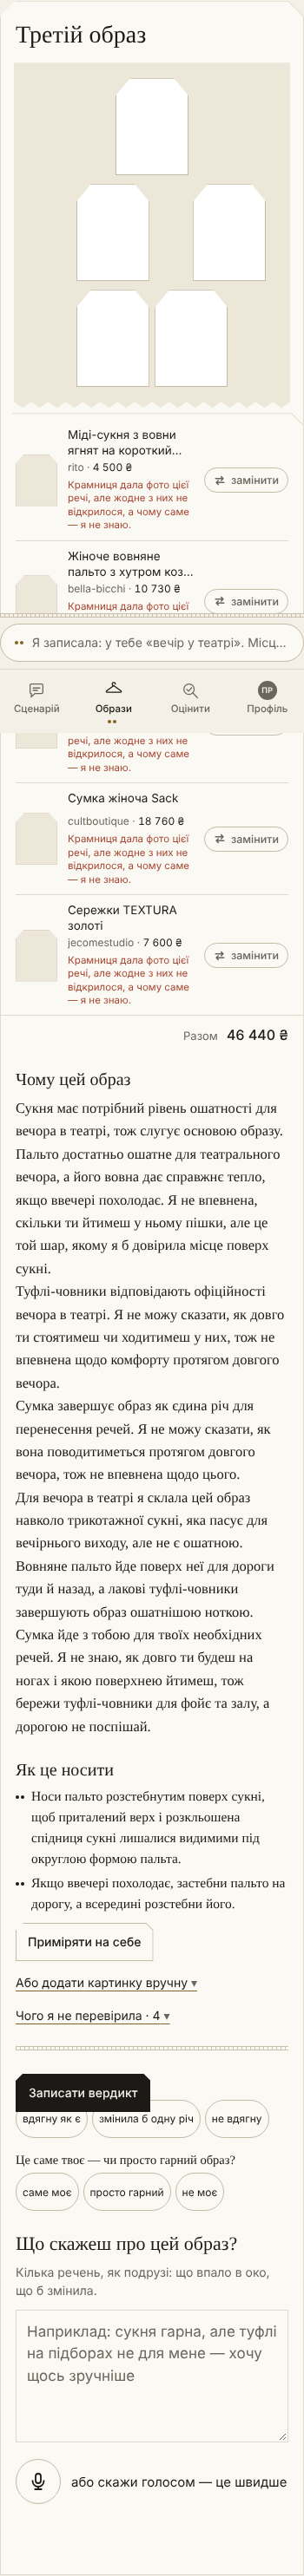 Третій образ
Міді-сукня з вовни
ягнят на короткий…
rito · 4 500 ₴
Крамниця дала фото цієї
речі, але жодне з них не
відкрилося, а чому саме
— я не знаю.
замінити
Жіноче вовняне
пальто з хутром коз…
bella-bicchi · 10 730 ₴
Крамниця дала фото цієї
замінити
Я записала: у тебе «вечір у театрі». Місц…
Сценарій
Образи
Оцінити
ПР
Профіль
відкрилося, а чому саме
— я не знаю.
Сумка жіноча Sack
cultboutique · 18 760 ₴
Крамниця дала фото цієї
речі, але жодне з них не
відкрилося, а чому саме
— я не знаю.
замінити
Сережки TEXTURA
золоті
jecomestudio · 7 600 ₴
Крамниця дала фото цієї
речі, але жодне з них не
відкрилося, а чому саме
— я не знаю.
замінити
Разом 46 440 ₴
Чому цей образ
Сукня має потрібний рівень ошатності для
вечора в театрі, тож слугує основою образу.
Пальто достатньо ошатне для театрального
вечора, а його вовна дає справжнє тепло,
якщо ввечері похолодає. Я не впевнена,
скільки ти йтимеш у ньому пішки, але це
той шар, якому я б довірила місце поверх
сукні.
Туфлі-човники відповідають офіційності
вечора в театрі. Я не можу сказати, як довго
ти стоятимеш чи ходитимеш у них, тож не
впевнена щодо комфорту протягом довгого
вечора.
Сумка завершує образ як єдина річ для
перенесення речей. Я не можу сказати, як
вона поводитиметься протягом довгого
вечора, тож не впевнена щодо цього.
Для вечора в театрі я склала цей образ
навколо трикотажної сукні, яка пасує для
вечірнього виходу, але не є ошатною.
Вовняне пальто йде поверх неї для дороги
туди й назад, а лакові туфлі-човники
завершують образ ошатнішою ноткою.
Сумка йде з тобою для твоїх необхідних
речей. Я не знаю, як довго ти будеш на
ногах і якою поверхнею йтимеш, тож
бережи туфлі-човники для фойє та залу, а
дорогою не поспішай.
Як це носити
•• Носи пальто розстебнутим поверх сукні,
щоб приталений верх і розкльошена
спідниця сукні лишалися видимими під
округлою формою пальта.
•• Якщо ввечері похолодає, застебни пальто на
дорогу, а всередині розстебни його.
Приміряти на себе
Або додати картинку вручну ▾
Чого я не перевірила · 4 ▾
Записати вердикт
вдягну як є
змінила б одну річ
не вдягну
Це саме твоє — чи просто гарний образ?
саме моє
просто гарний
не моє
Що скажеш про цей образ?
Кілька речень, як подрузі: що впало в око,
що б змінила.
Наприклад: сукня гарна, але туфлі
на підборах не для мене — хочу
щось зручніше
або скажи голосом — це швидше